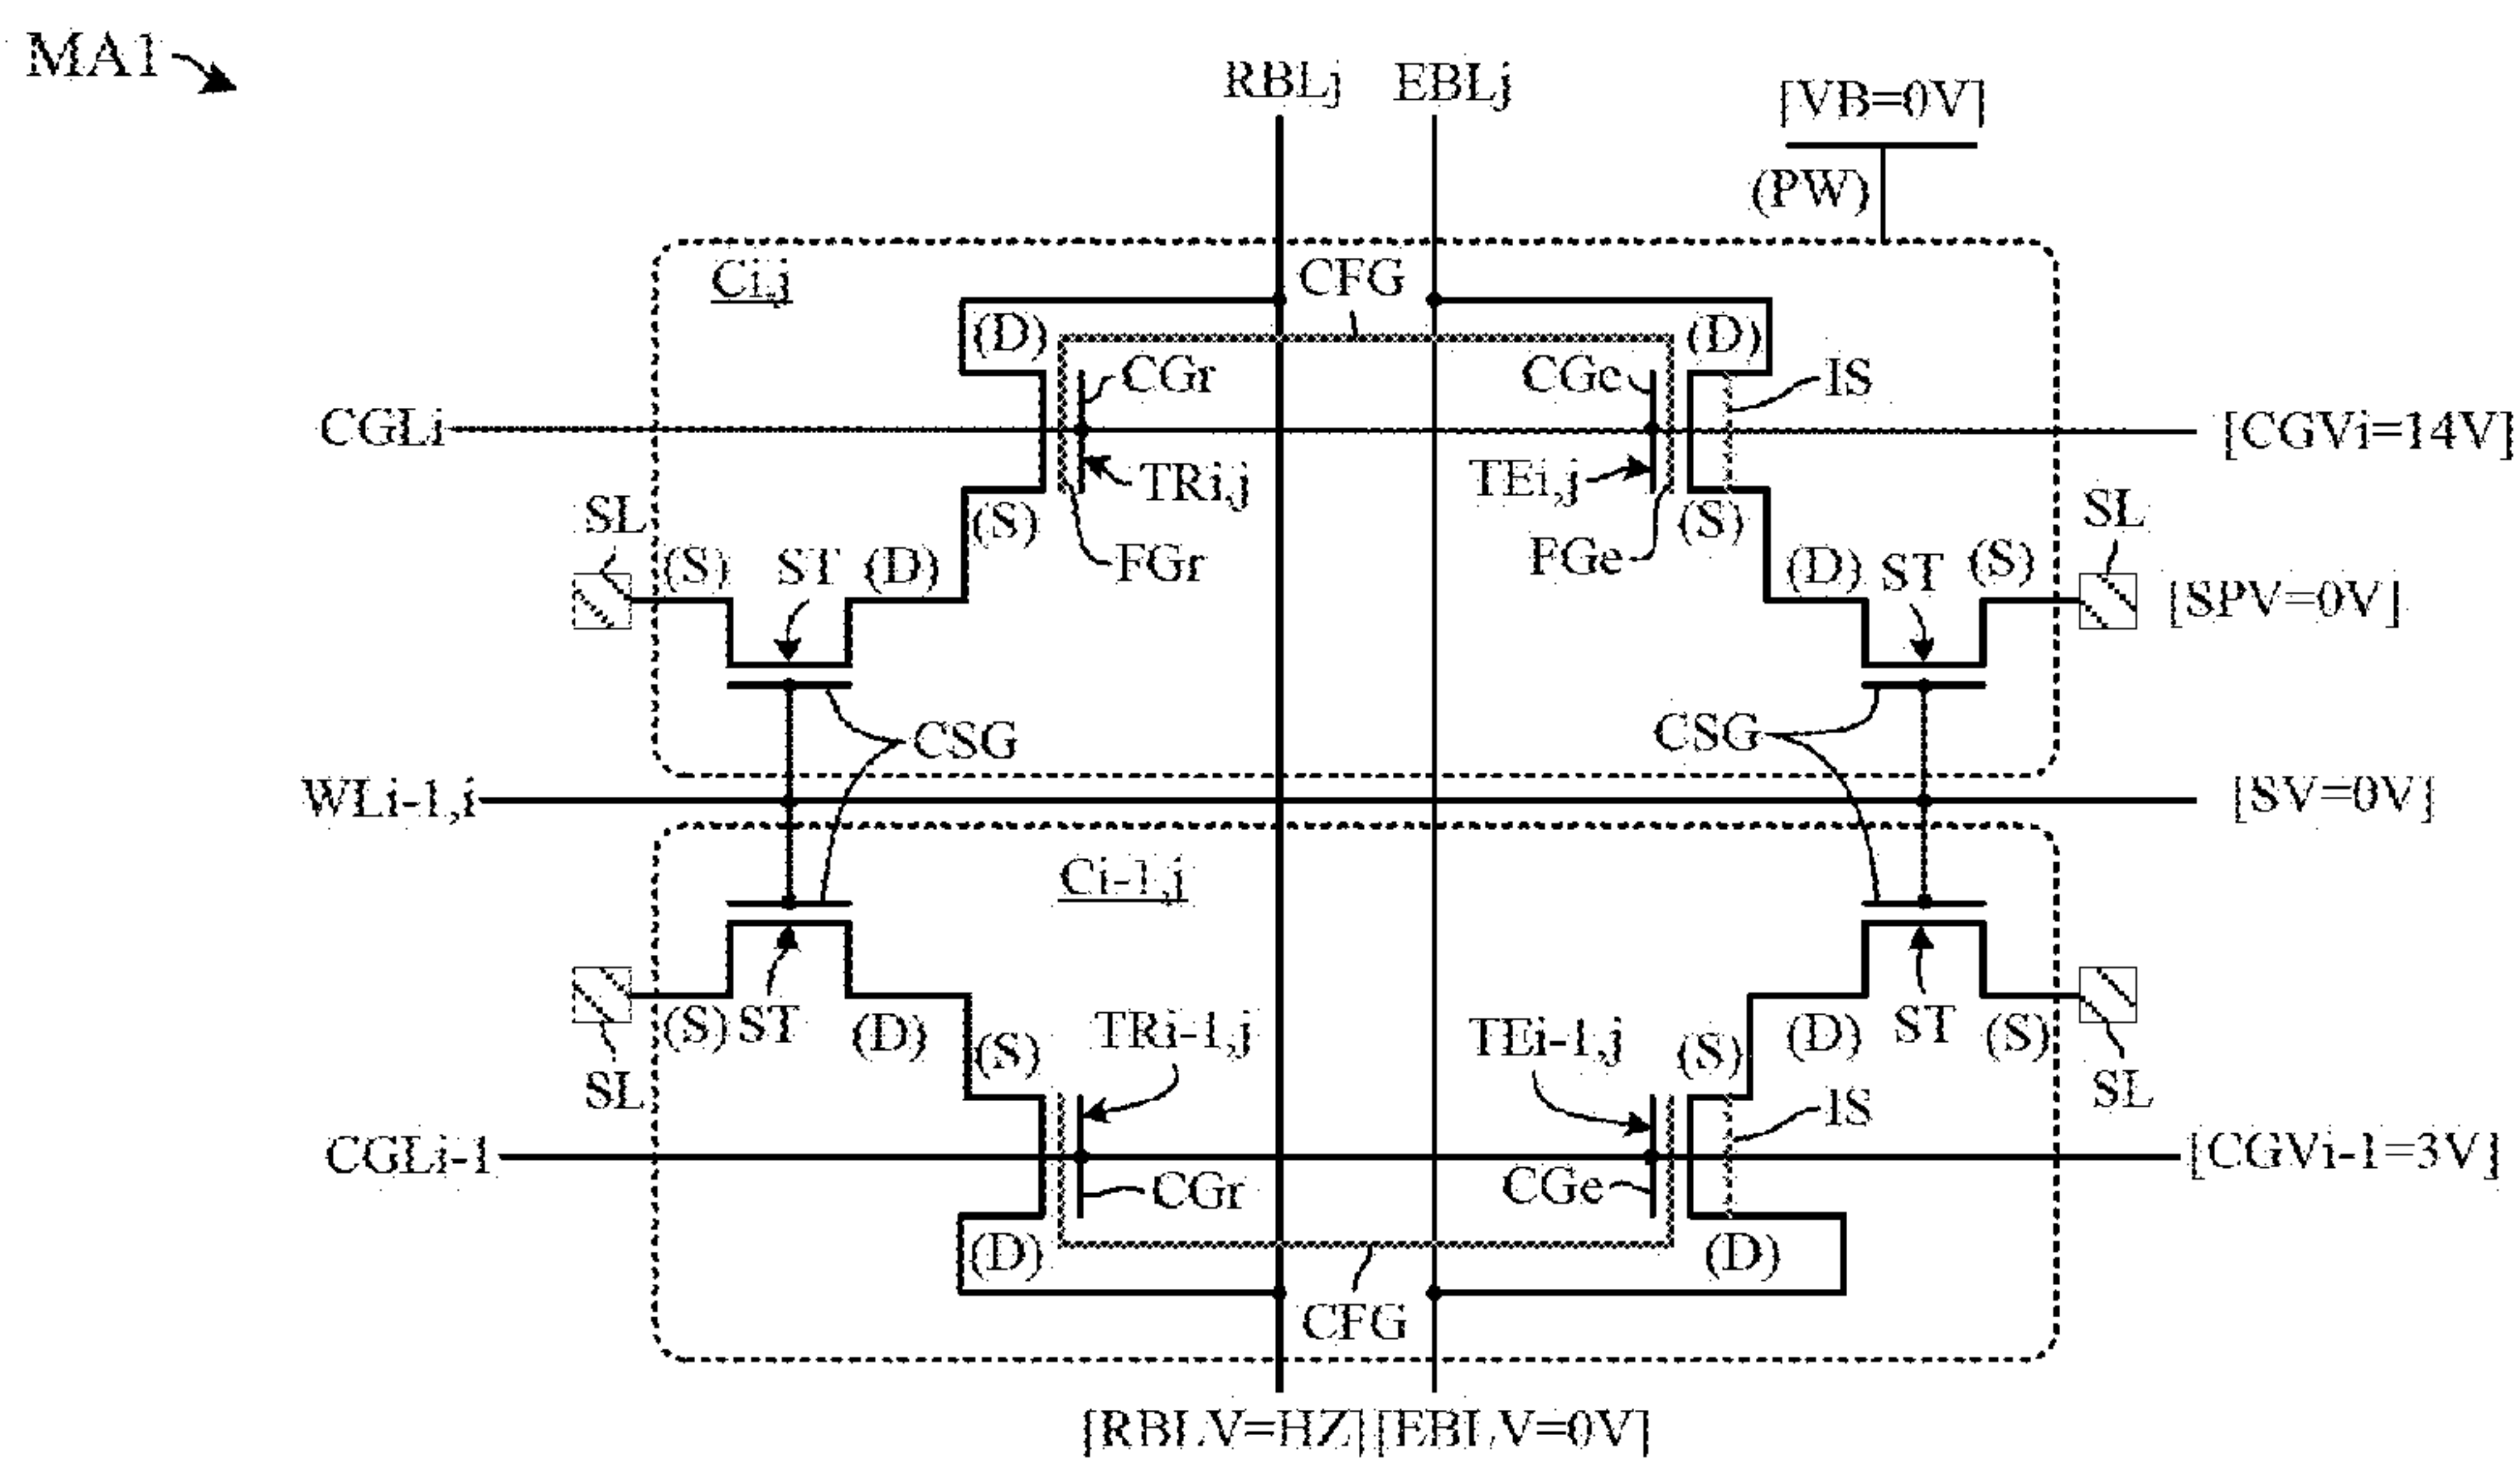 MA1
RBLj EBLj
[VB=0V]
(PW)
Ci,j
CFG
(D) (D)
CGr CGe IS
CGLi [CGVi=14V]
TRi,j TEi,j
SL (S) (S) SL
(S) ST (D) FGr FGe (D) ST (S)
[SPV=0V]
CSG CSG
WLi-1,i [SV=0V]
Ci-1,j
(S) ST (D) (S) TRi-1,j TEi-1,j (S) (D) ST (S)
SL IS SL
CGLi-1 [CGVi-1=3V]
CGr CGe
(D) (D)
CFG
[RBLV=HZ] [EBLV=0V]